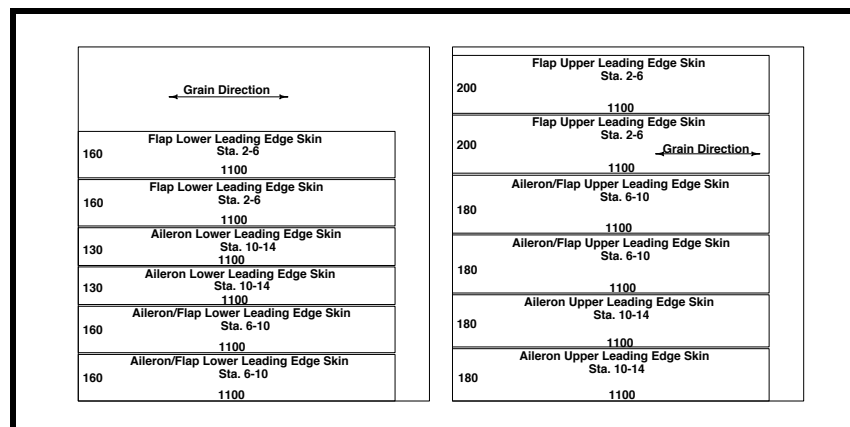 Grain Direction
Flap Lower Leading Edge Skin
Sta. 2-6
160
1100
Flap Lower Leading Edge Skin
Sta. 2-6
160
1100
Aileron Lower Leading Edge Skin
Sta. 10-14
130
1100
Aileron Lower Leading Edge Skin
Sta. 10-14
130
1100
Aileron/Flap Lower Leading Edge Skin
Sta. 6-10
160
1100
Aileron/Flap Lower Leading Edge Skin
Sta. 6-10
160
1100
Flap Upper Leading Edge Skin
Sta. 2-6
200
1100
Flap Upper Leading Edge Skin
Sta. 2-6
200
Grain Direction
1100
Aileron/Flap Upper Leading Edge Skin
Sta. 6-10
180
1100
Aileron/Flap Upper Leading Edge Skin
Sta. 6-10
180
1100
Aileron Upper Leading Edge Skin
Sta. 10-14
180
1100
Aileron Upper Leading Edge Skin
Sta. 10-14
180
1100